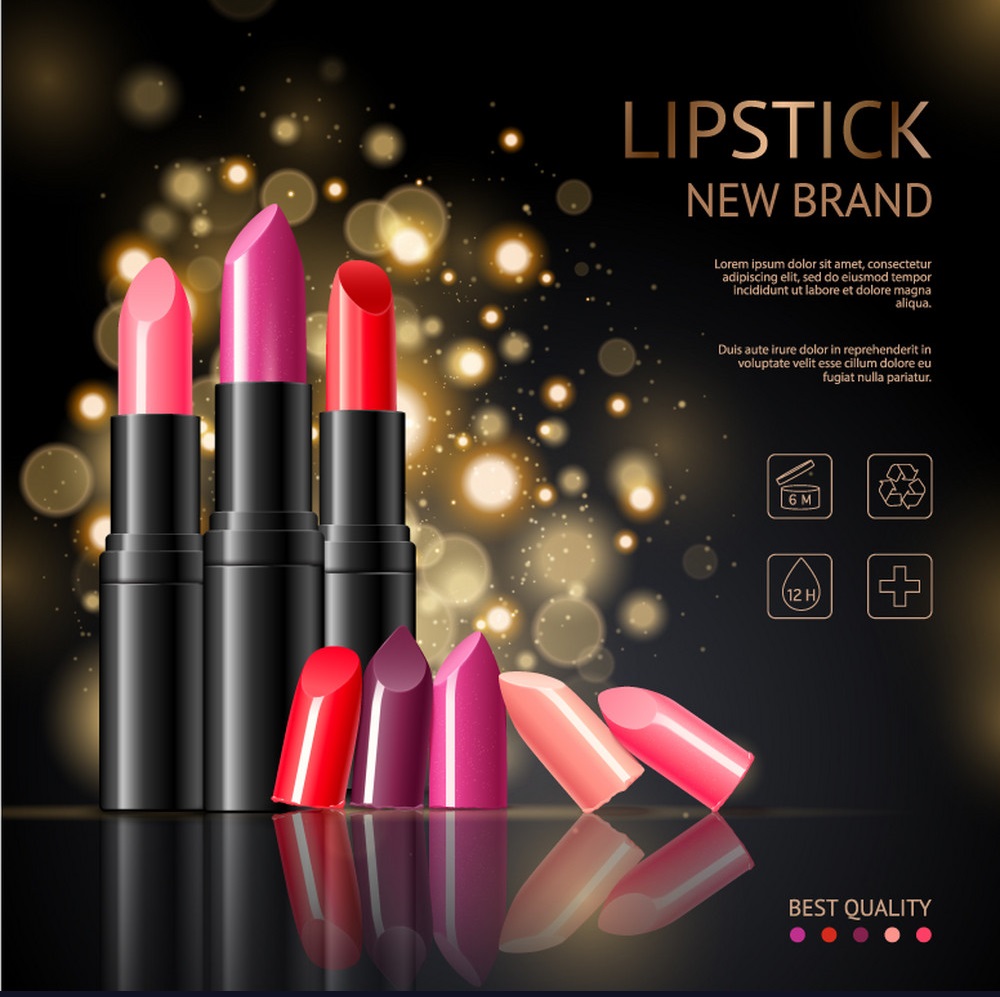 LIPSTICK
NEW BRAND
Lorem ipsum dolor sit amet, consectetur
adipiscing elit, sed do eiusmod tempor
incididunt ut labore et dolore magna
aliqua.
Duis aute irure dolor in reprehenderit in
voluptate velit esse cillum dolore eu
fugiat nulla pariatur.
6 M
12 H
BEST QUALITY